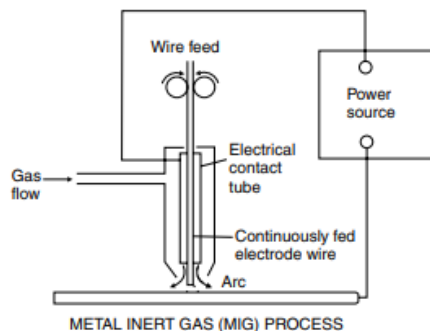 Wire feed
Power
source
Electrical
contact
tube
Gas
flow
Continuously fed
electrode wire
Arc
METAL INERT GAS (MIG) PROCESS